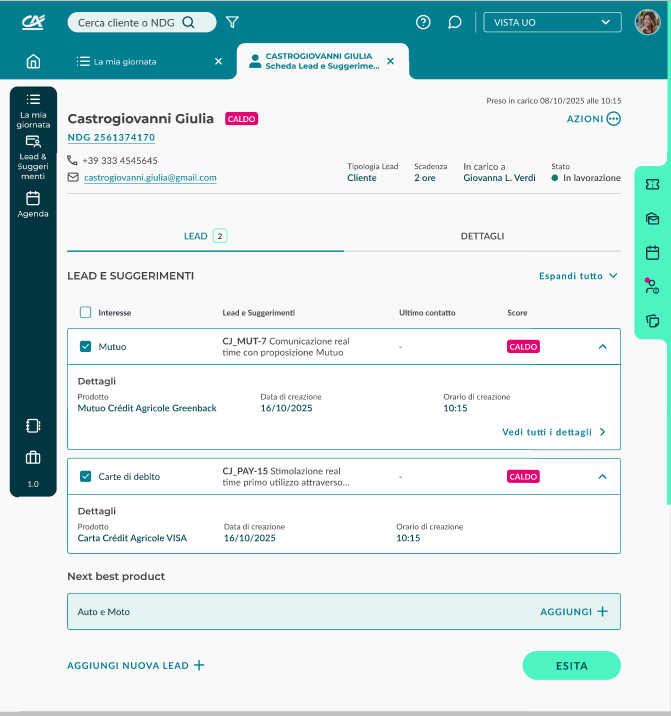 Cerca cliente o NDG
VISTA UO
La mia giornata
CASTROGIOVANNI GIULIA
Scheda Lead e Suggerime...
La mia
giornata
Lead &
Suggeri
menti
Agenda
1.0
Preso in carico 08/10/2025 alle 10:15
Castrogiovanni Giulia CALDO
AZIONI
NDG 2561374170
+39 333 4545645
castrogiovanni.giulia@gmail.com
Tipologia Lead Scadenza In carico a Stato
Cliente 2 ore Giovanna L. Verdi In lavorazione
LEAD 2 DETTAGLI
LEAD E SUGGERIMENTI Espandi tutto
Interesse Lead e Suggerimenti Ultimo contatto Score
Mutuo
CJ_MUT-7 Comunicazione real
time con proposizione Mutuo
- CALDO
Dettagli
Prodotto Data di creazione Orario di creazione
Mutuo Crédit Agricole Greenback 16/10/2025 10:15
Vedi tutti i dettagli
Carte di debito
CJ_PAY-15 Stimolazione real
time primo utilizzo attraverso...
- CALDO
Dettagli
Prodotto Data di creazione Orario di creazione
Carta Crédit Agricole VISA 16/10/2025 10:15
Next best product
Auto e Moto AGGIUNGI
AGGIUNGI NUOVA LEAD ESITA